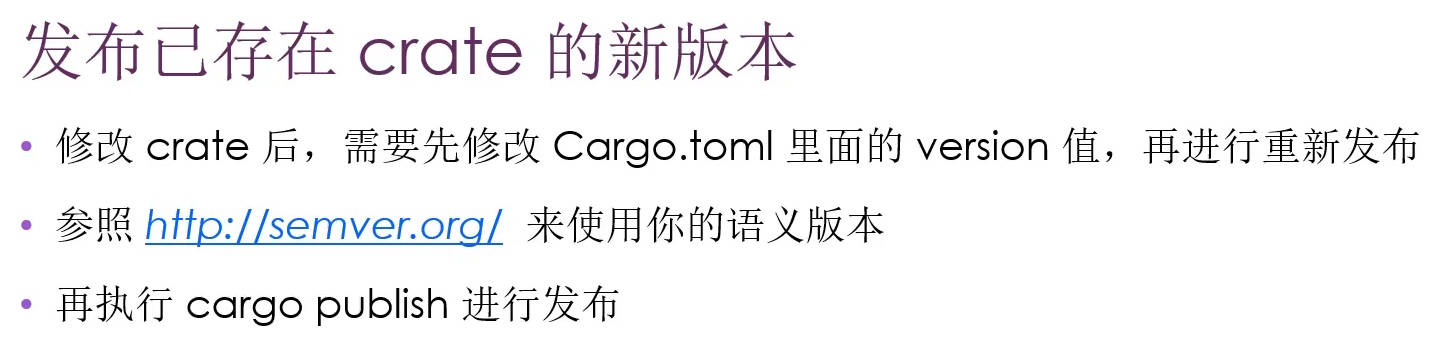 发布已存在 crate 的新版本
• 修改 crate 后，需要先修改 Cargo.toml 里面的 version 值，再进行重新发布
• 参照 http://semver.org/ 来使用你的语义版本
• 再执行 cargo publish 进行发布